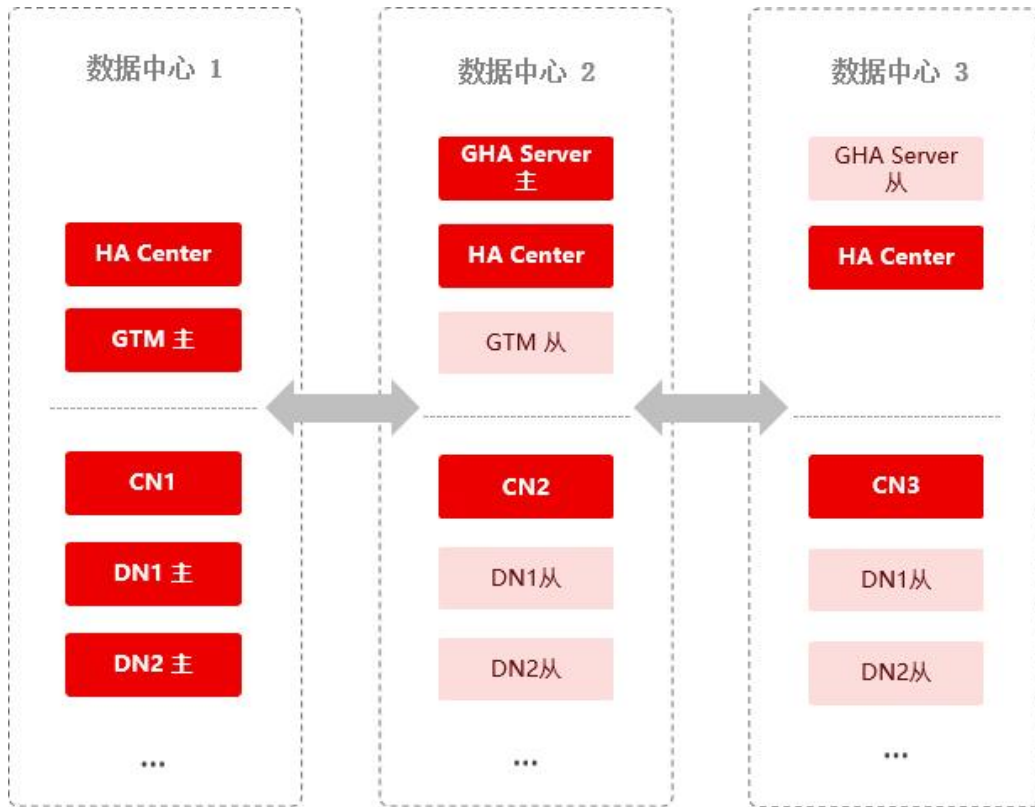 数据中心 1
HA Center
GTM 主
CN1
DN1 主
DN2 主
...
数据中心 2
GHA Server
主
HA Center
GTM 从
CN2
DN1从
DN2从
...
数据中心 3
GHA Server
从
HA Center
CN3
DN1从
DN2从
...